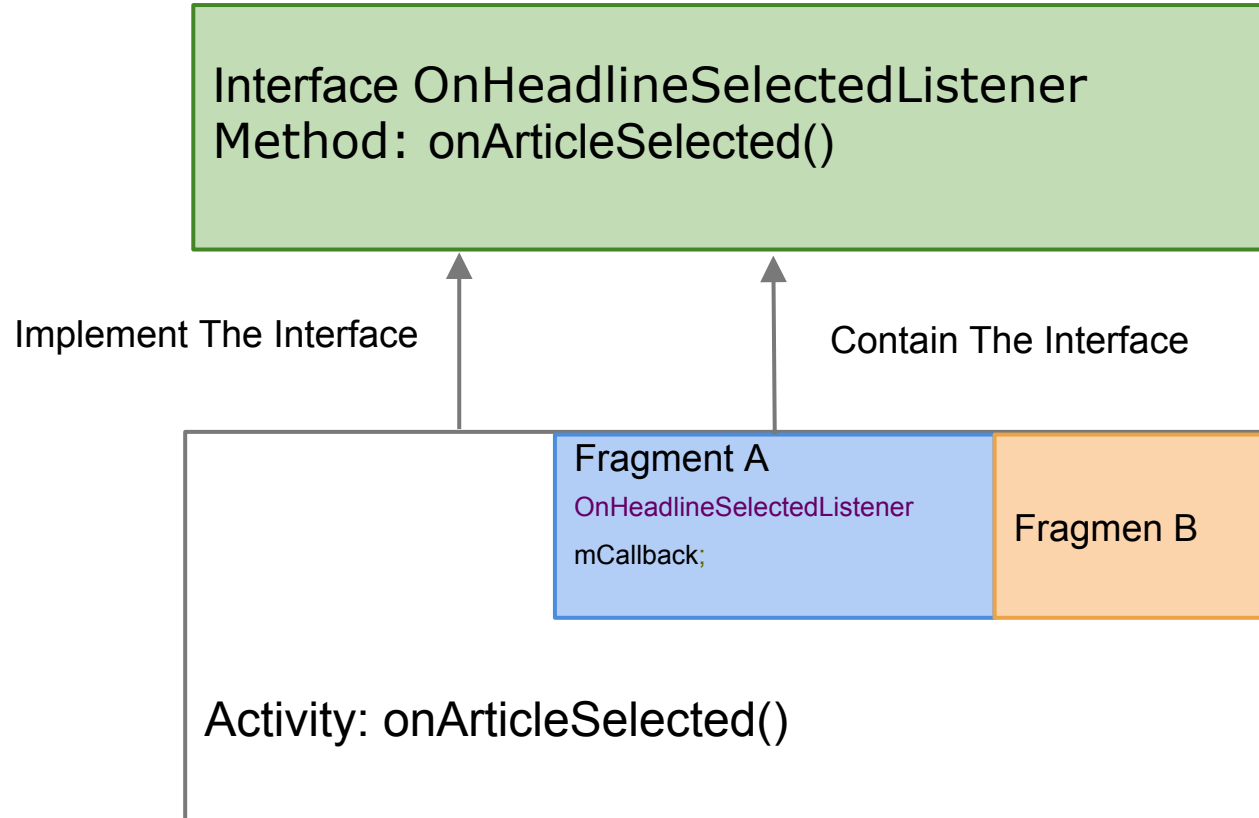 Interface OnHeadlineSelectedListener
Method: onArticleSelected()
Implement The Interface
Contain The Interface
Fragment A
OnHeadlineSelectedListener
mCallback;
Fragmen B
Activity: onArticleSelected()